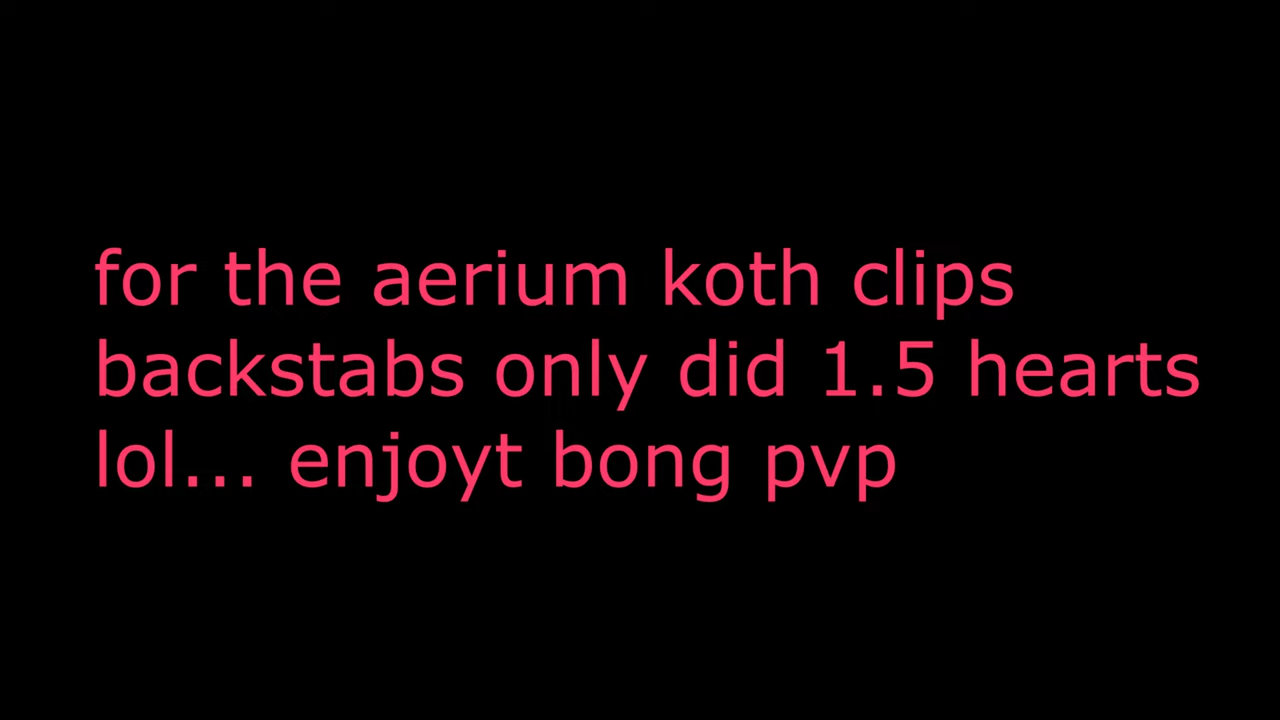 for the aerium koth clips
backstabs only did 1.5 hearts
lol... enjoyt bong pvp